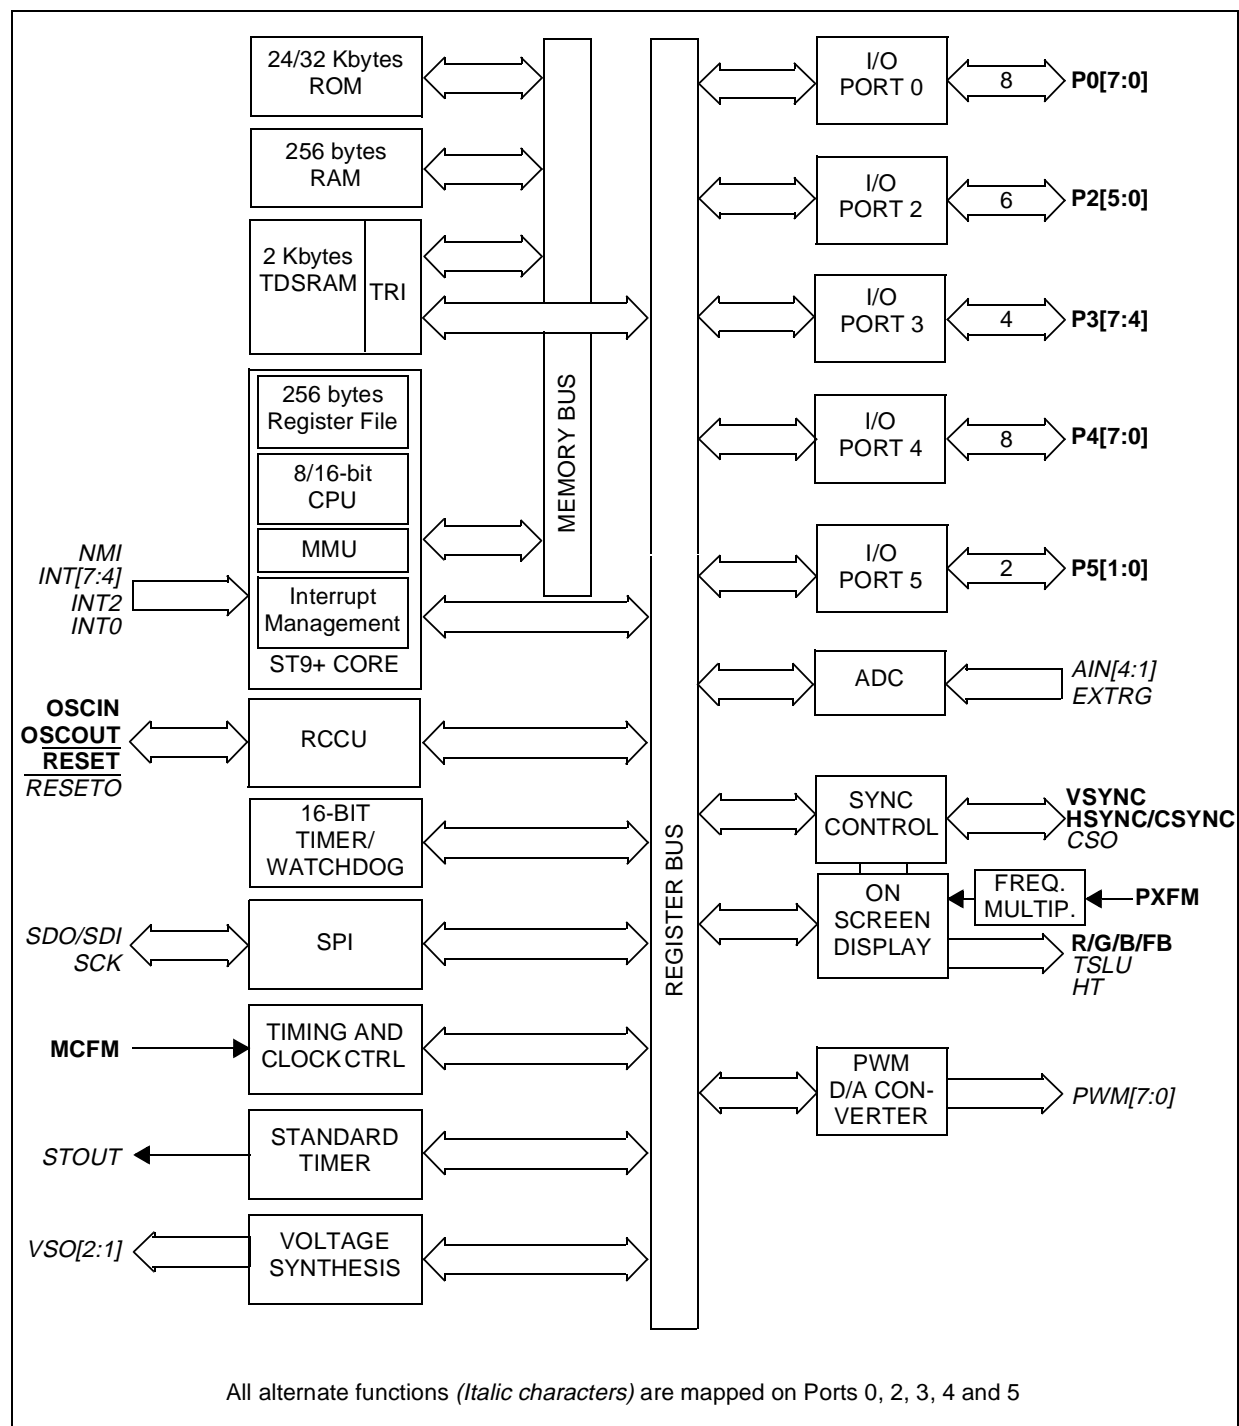 24/32 Kbytes
ROM
256 bytes
RAM
2 Kbytes
TDSRAM
TRI
256 bytes
Register File
8/16-bit
CPU
MMU
Interrupt
Management
ST9+ CORE
NMI
INT[7:4]
INT2
INT0
OSCIN
OSCOUT
RESET
RESETO
RCCU
16-BIT
TIMER/
WATCHDOG
SDO/SDI
SCK
SPI
MCFM
TIMING AND
CLOCK CTRL
STOUT
STANDARD
TIMER
VSO[2:1]
VOLTAGE
SYNTHESIS
MEMORY BUS
REGISTER BUS
I/O
PORT 0
8
P0[7:0]
I/O
PORT 2
6
P2[5:0]
I/O
PORT 3
4
P3[7:4]
I/O
PORT 4
8
P4[7:0]
I/O
PORT 5
2
P5[1:0]
ADC
AIN[4:1]
EXTRG
SYNC
CONTROL
VSYNC
HSYNC/CSYNC
CSO
ON
SCREEN
DISPLAY
FREQ.
MULTIP.
PXFM
R/G/B/FB
TSLU
HT
PWM
D/A CON-
VERTER
PWM[7:0]
All alternate functions (Italic characters) are mapped on Ports 0, 2, 3, 4 and 5